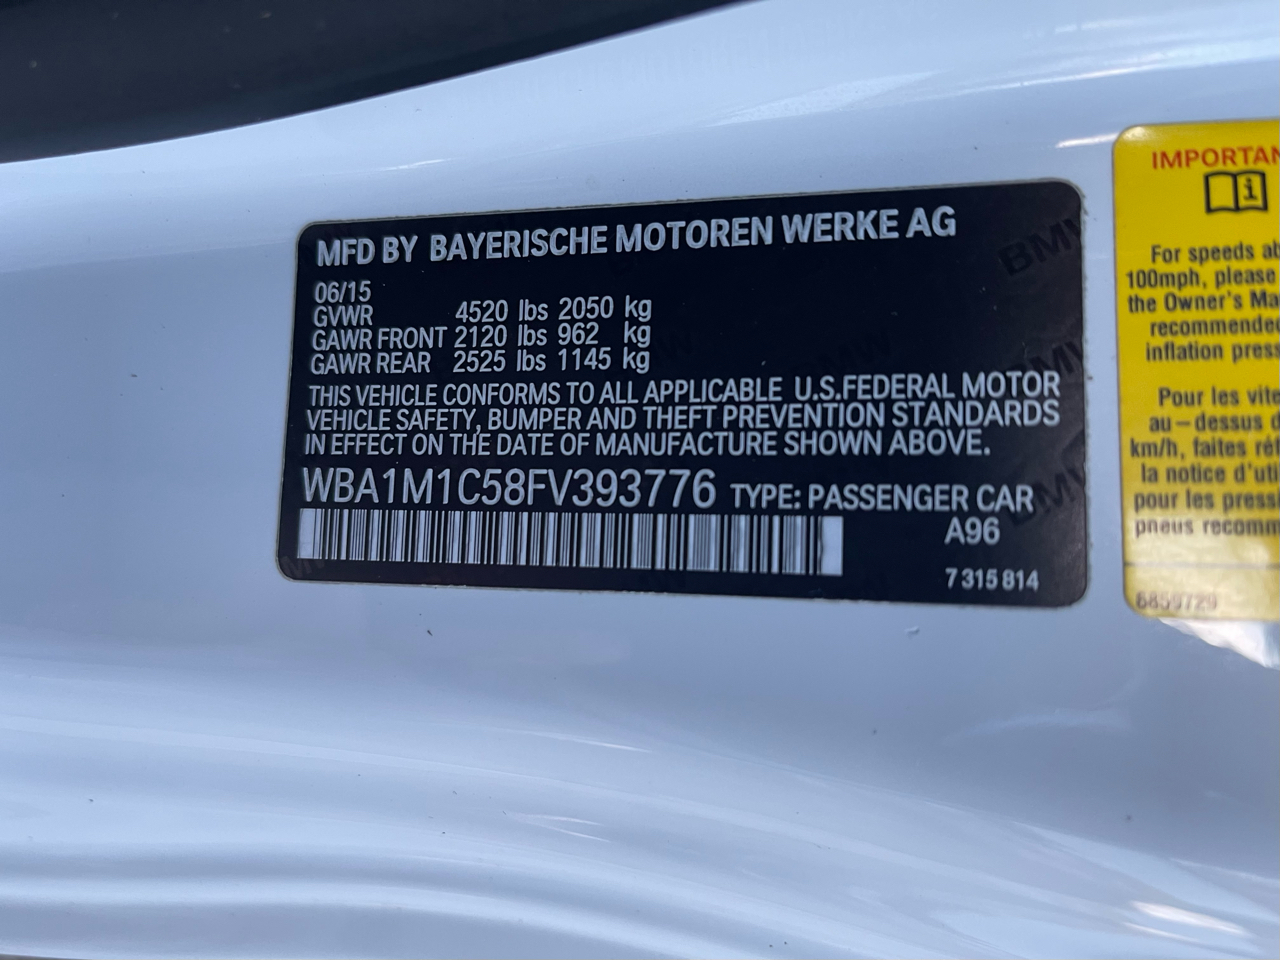 MFD BY BAYERISCHE MOTOREN WERKE AG
06/15
GVWR 4520 lbs 2050 kg
GAWR FRONT 2120 lbs 962 kg
GAWR REAR 2525 lbs 1145 kg
THIS VEHICLE CONFORMS TO ALL APPLICABLE U.S.FEDERAL MOTOR
VEHICLE SAFETY, BUMPER AND THEFT PREVENTION STANDARDS
IN EFFECT ON THE DATE OF MANUFACTURE SHOWN ABOVE.
WBA1M1C58FV393776 TYPE: PASSENGER CAR
A96
7 315 814
IMPORTAN
For speeds ab
100mph, please
the Owner's Ma
recommended
inflation press
Pour les vite
au-dessus d
km/h, faites réf
la notice d'uti
pour les press
pneus recomm
6859729